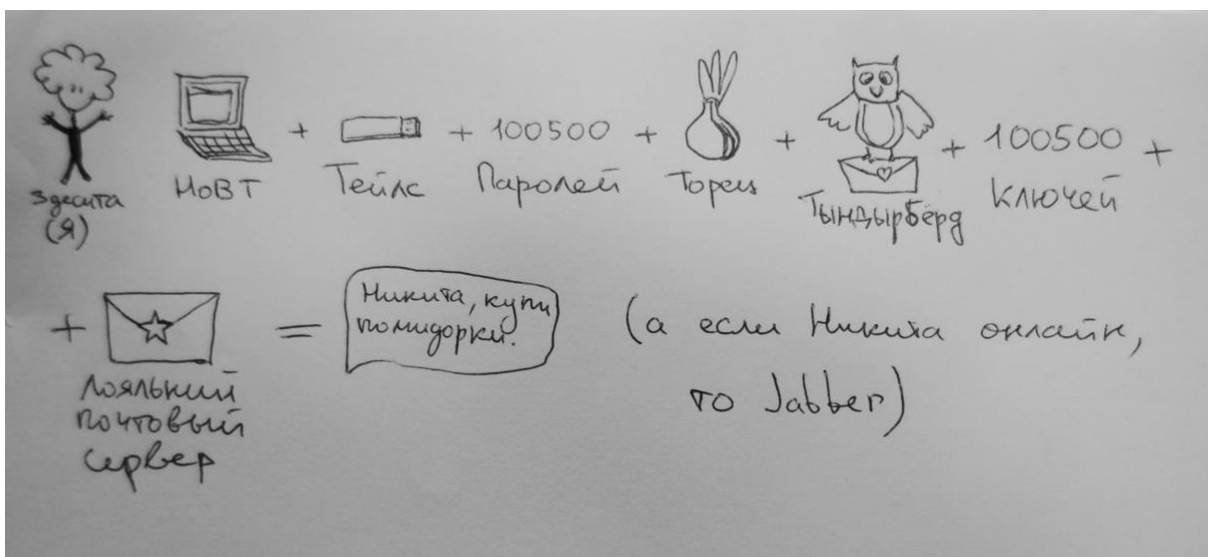 + + 100500 + + + 100500 +
здесита НоВТ Тейлс Паролей Торец Тындырбёрд Ключей
(Я)
+ = Никита, купи
помидорки.
(а если Никита онлайн,
то Jabber)
Лояльный
почтовый
сервер